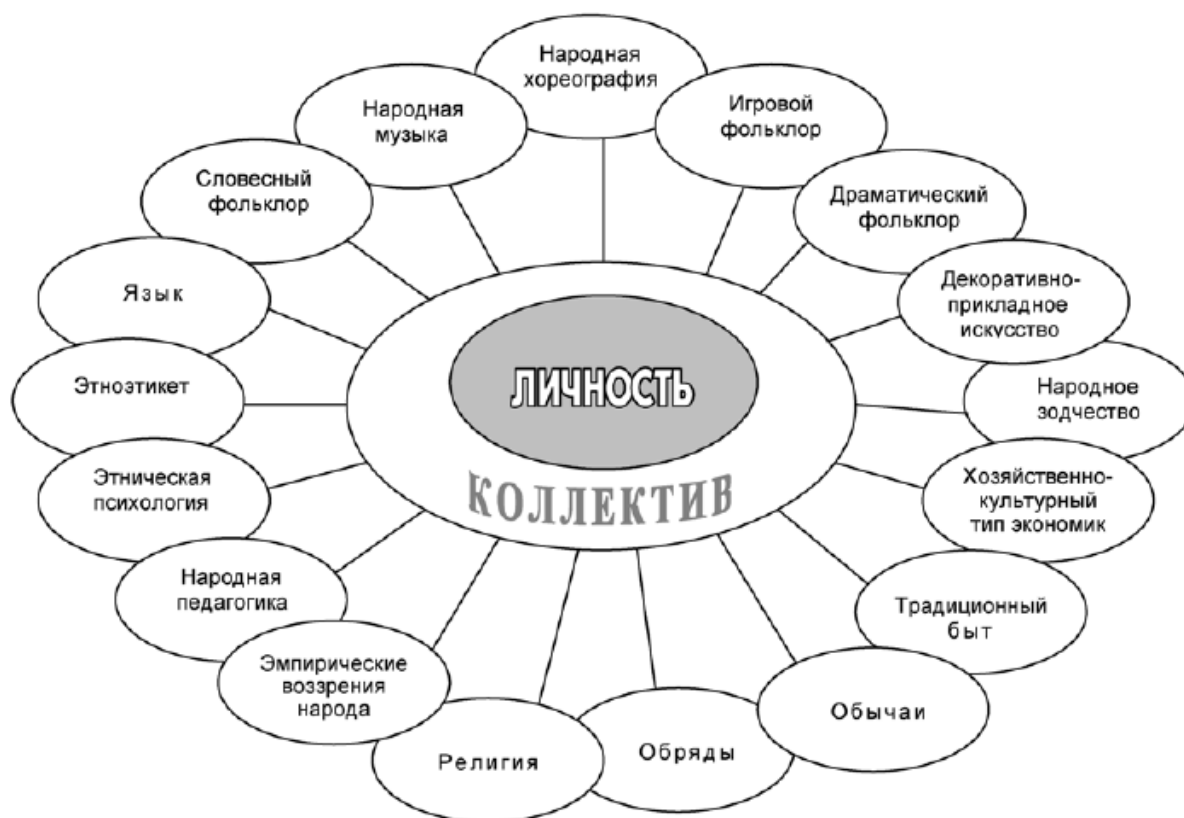 Народная
хореография
Игровой
фольклор
Драматический
фольклор
Декоративно-
прикладное
искусство
Народное
зодчество
Хозяйственно-
культурный
тип экономик
Традиционный
быт
Обычаи
Обряды
Религия
Эмпирические
воззрения
народа
Народная
педагогика
Этническая
психология
Этноэтикет
Язык
Словесный
фольклор
Народная
музыка
ЛИЧНОСТЬ
КОЛЛЕКТИВ